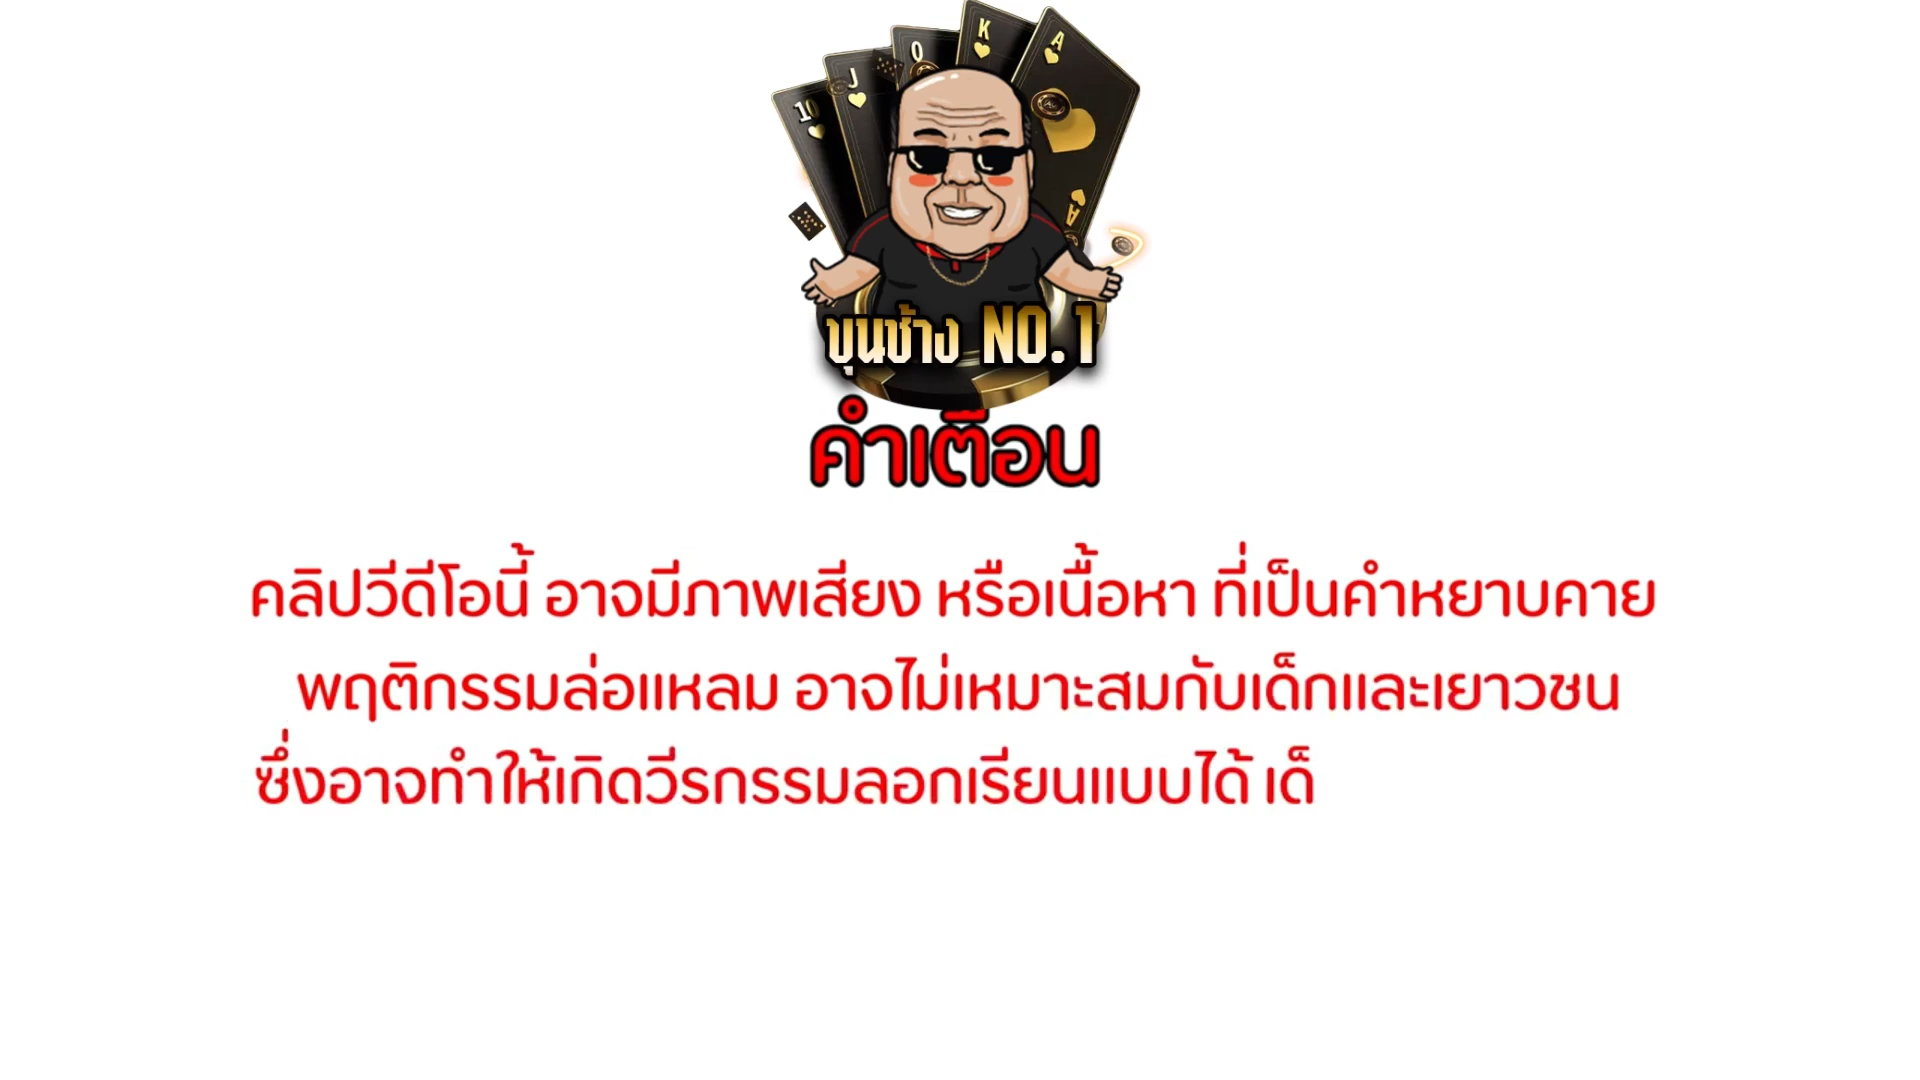 10
J
Q
K
A
A
ขุนช้าง NO.1
คำเตือน
คลิปวีดีโอนี้ อาจมีภาพเสียง หรือเนื้อหา ที่เป็นคำหยาบคาย
พฤติกรรมล่อแหลม อาจไม่เหมาะสมกับเด็กและเยาวชน
ซึ่งอาจทำให้เกิดวีรกรรมลอกเรียนแบบได้ เด็